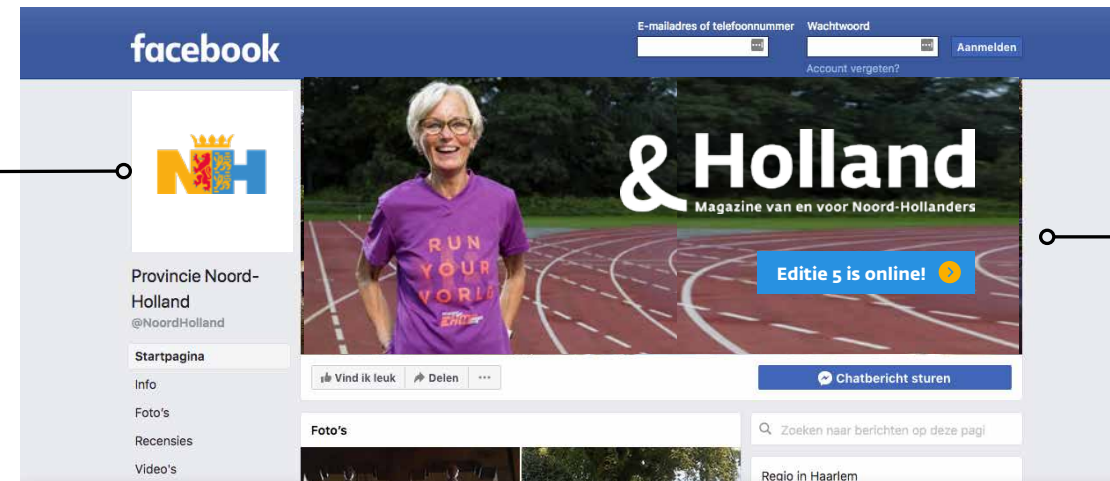 facebook
E-mailadres of telefoonnummer
Wachtwoord
Aanmelden
Account vergeten?
NH
& Holland
Magazine van en voor Noord-Hollanders
RUN
YOUR
WORLD
Editie 5 is online!
Provincie Noord-
Holland
@NoordHolland
Startpagina
Info
Foto's
Recensies
Video's
Vind ik leuk
Delen
Chatbericht sturen
Foto's
Zoeken naar berichten op deze pagi
Regio in Haarlem